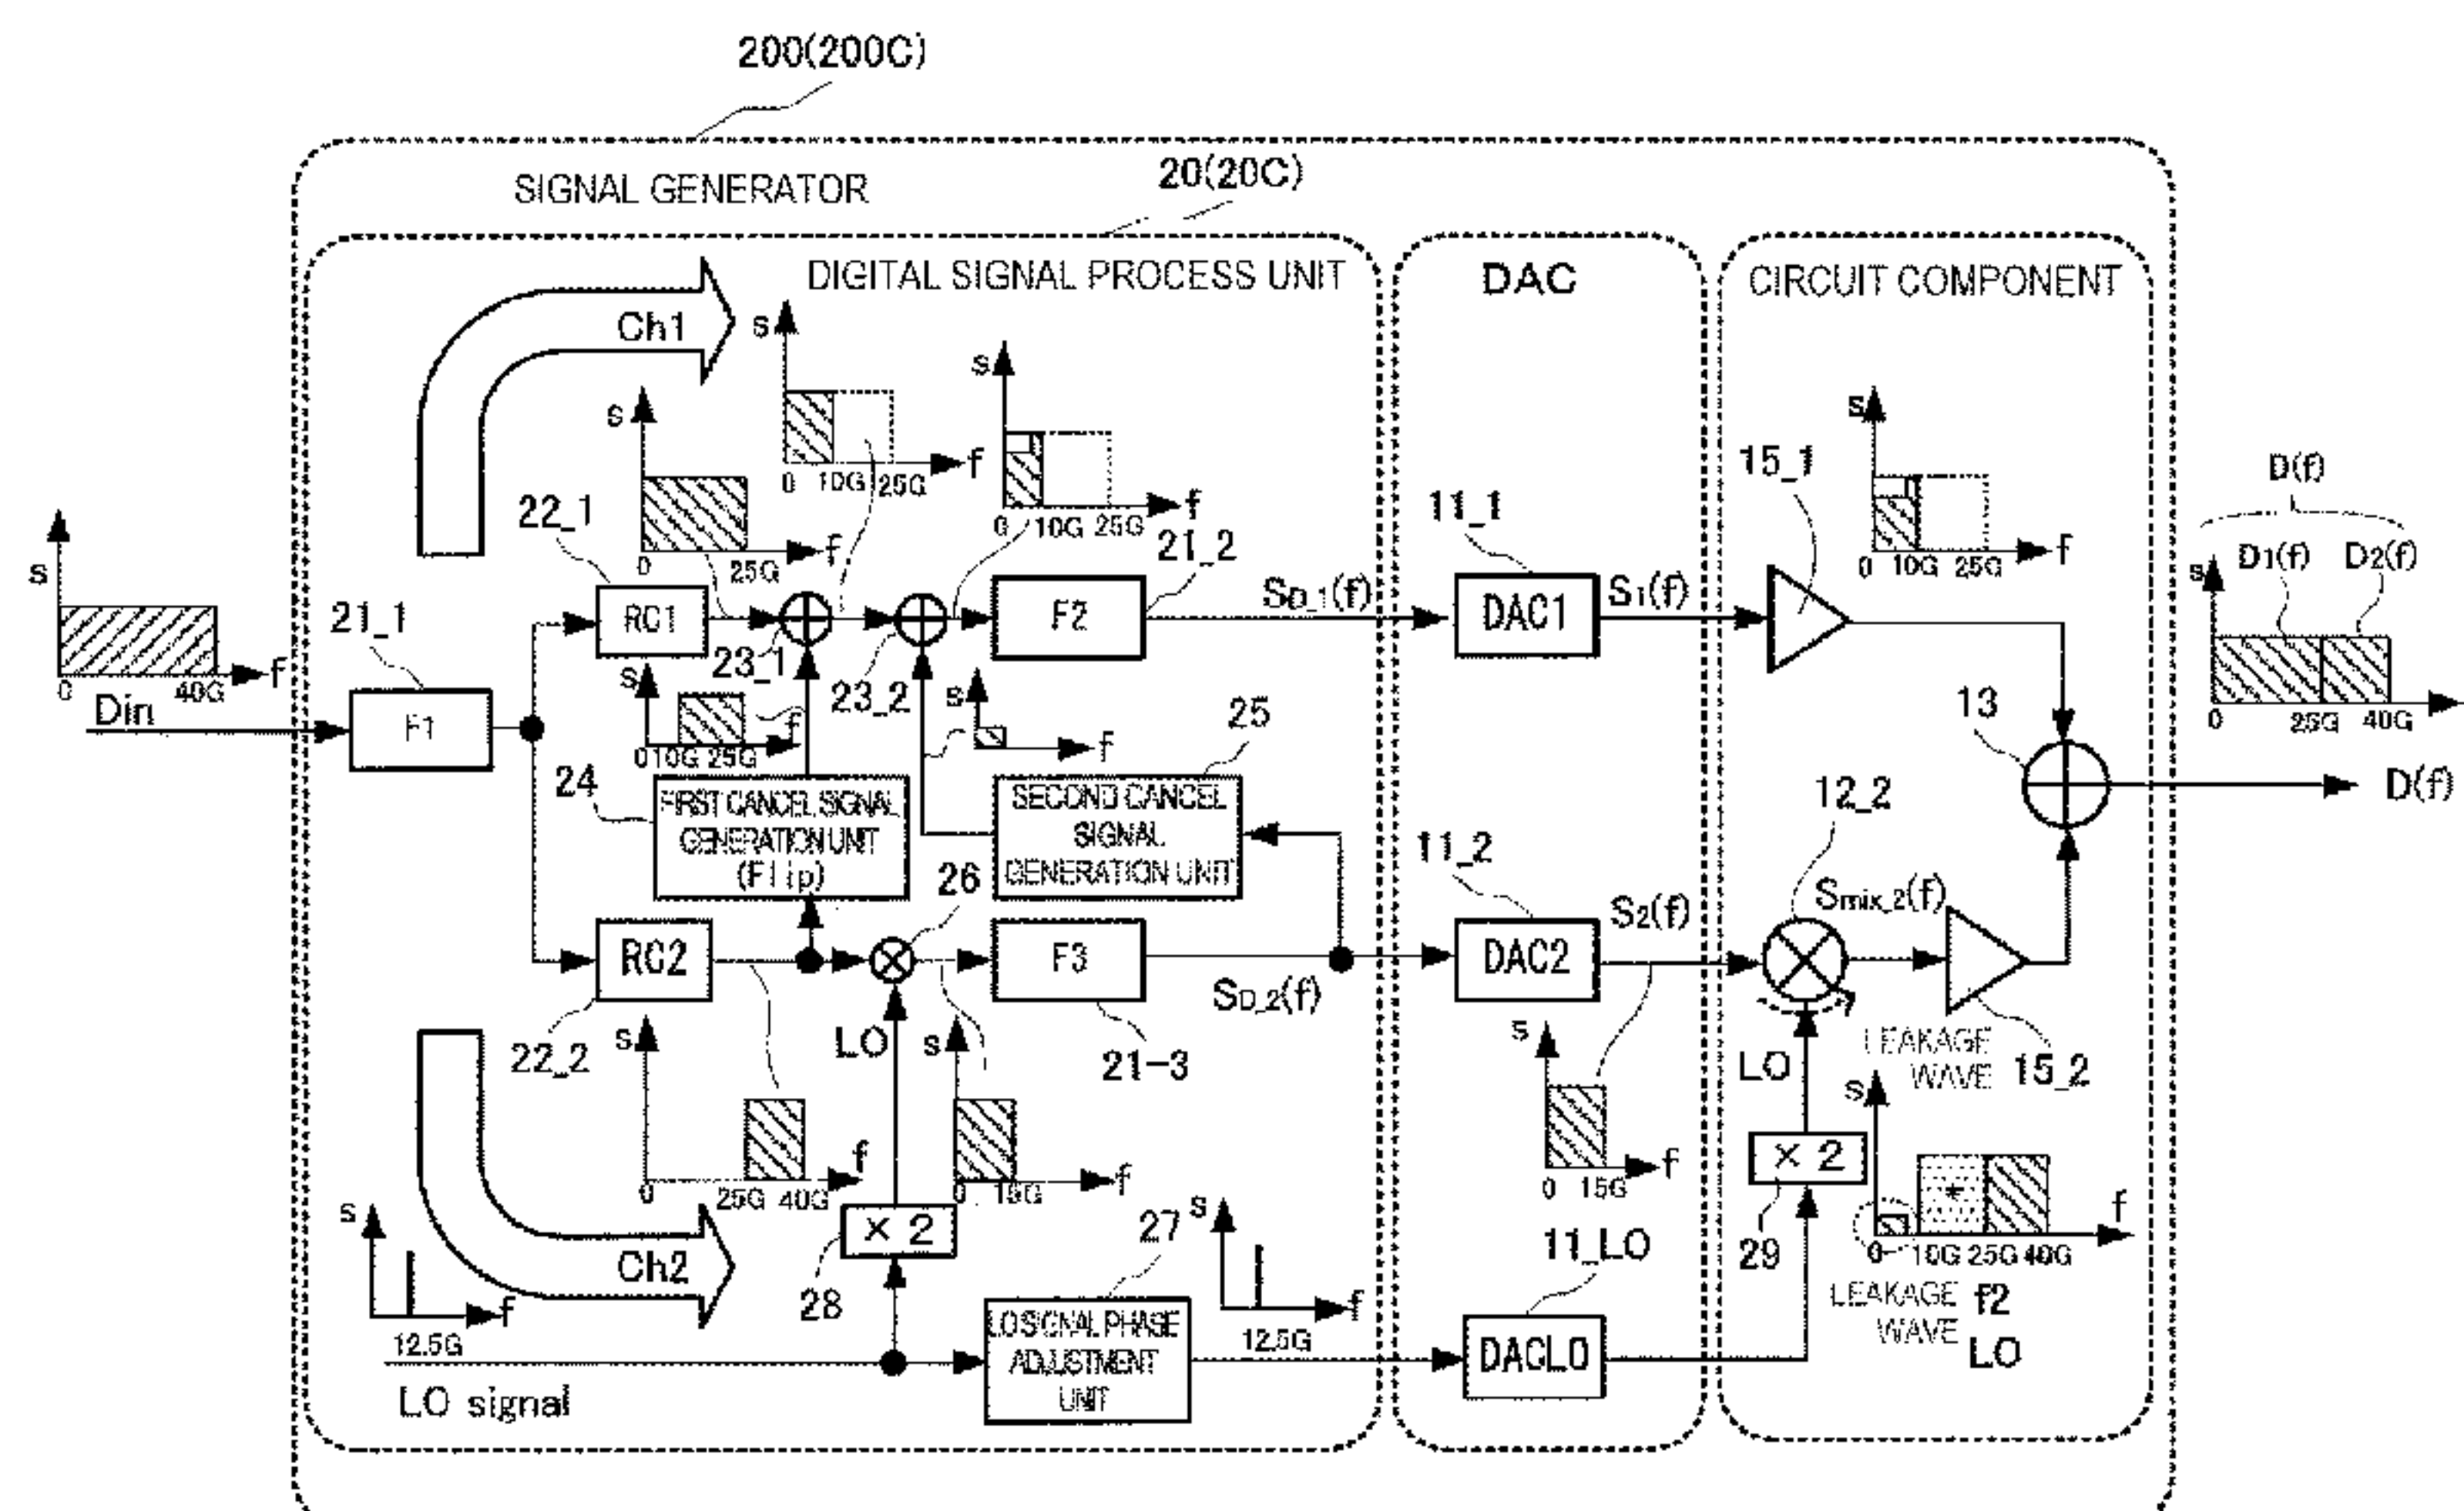 200(200C)
SIGNAL GENERATOR
20(20C)
DIGITAL SIGNAL PROCESS UNIT
DAC
CIRCUIT COMPONENT
Ch1
s
f
0
10G
25G
s
f
0
10G
25G
s
f
0
25G
s
f
0
10G
25G
15_1
D(f)
D1(f)
D2(f)
s
0
25G
40G
s
f
0
40G
Din
21_1
F1
22_1
RC1
23_1
23_2
21_2
F2
SD_1(f)
11_1
DAC1
S1(f)
s
f
010G 25G
s
f
24
FIRST CANCEL SIGNAL
GENERATION UNIT
(Flip)
25
SECOND CANCEL
SIGNAL
GENERATION UNIT
13
D(f)
26
RC2
22_2
F3
21-3
SD_2(f)
11_2
DAC2
S2(f)
12_2
Smix_2(f)
15_2
LEAKAGE
WAVE
LO
s
f
0
25G 40G
s
f
0
LO
s
f
0
15G
× 2
29
s
f
0
10G 25G 40G
LEAKAGE
WAVE
f2
LO
Ch2
s
f
12.5G
× 2
28
27
LO SIGNAL PHASE
ADJUSTMENT
UNIT
s
f
12.5G
11_LO
DACLO
LO signal